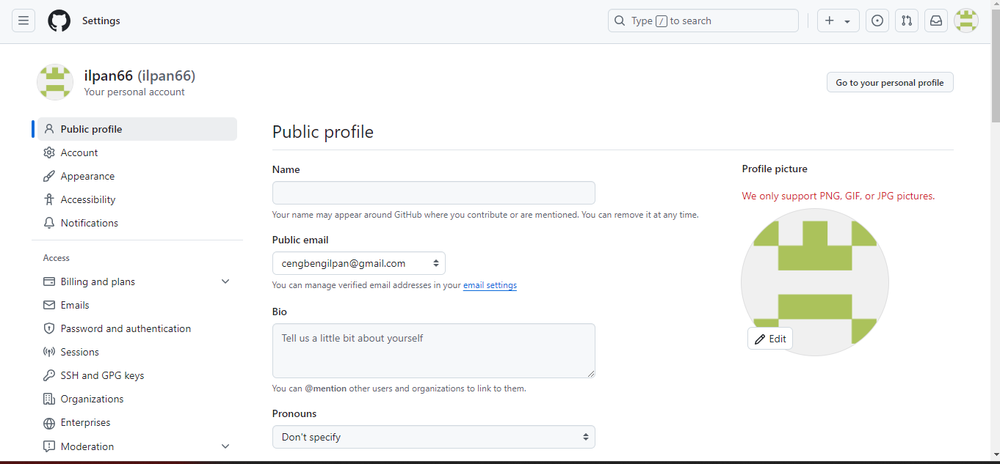 Settings
Type / to search
ilpan66 (ilpan66)
Your personal account
Go to your personal profile
Public profile
Account
Appearance
Accessibility
Notifications
Access
Billing and plans
Emails
Password and authentication
Sessions
SSH and GPG keys
Organizations
Enterprises
Moderation
Public profile
Name
Your name may appear around GitHub where you contribute or are mentioned. You can remove it at any time.
Public email
cengbengilpan@gmail.com
You can manage verified email addresses in your email settings
Bio
Tell us a little bit about yourself
You can @mention other users and organizations to link to them.
Pronouns
Don't specify
Profile picture
We only support PNG, GIF, or JPG pictures.
Edit